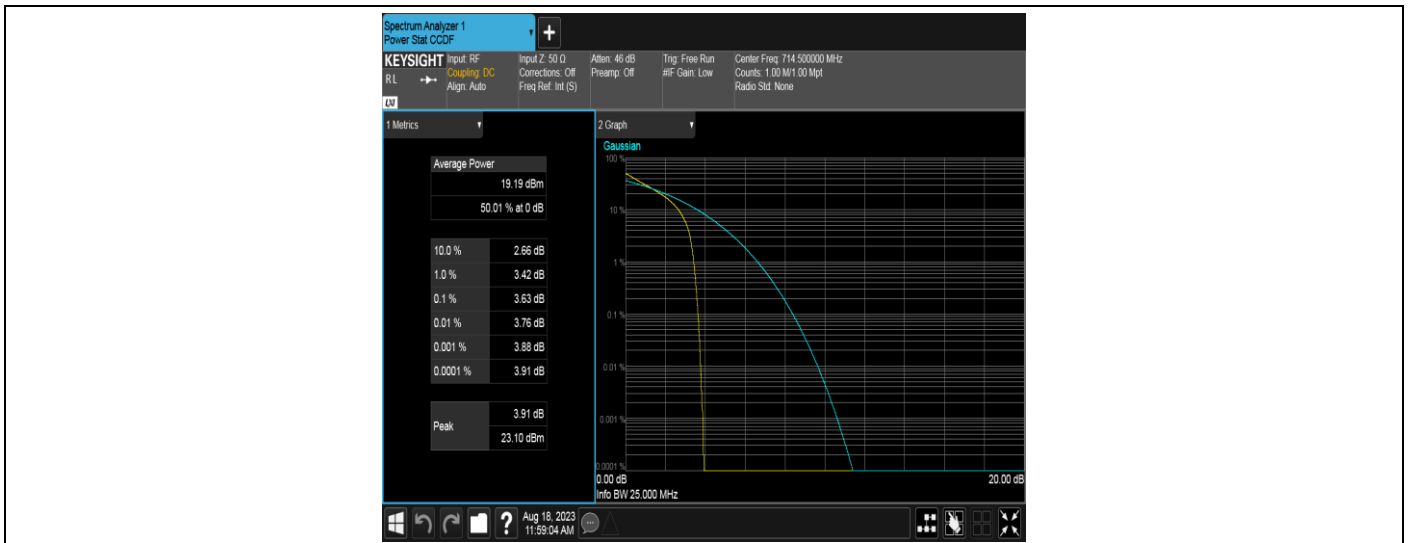 Spectrum Analyzer 1
Power Stat CCDF
+
KEYSIGHT Input: RF Input Z: 50 Ω Atten: 46 dB Trig: Free Run Center Freq: 714.500000 MHz
RL Coupling: DC Corrections: Off Preamp: Off #IF Gain: Low Counts: 1.00 M/1.00 Mpt
Align: Auto Freq Ref: Int (S) Radio Std: None
LXI
1 Metrics
Average Power
19.19 dBm
50.01 % at 0 dB
10.0 % 2.66 dB
1.0 % 3.42 dB
0.1 % 3.63 dB
0.01 % 3.76 dB
0.001 % 3.88 dB
0.0001 % 3.91 dB
Peak 3.91 dB
23.10 dBm
2 Graph
Gaussian
100 %
10 %
1 %
0.1 %
0.01 %
0.001 %
0.0001 %
0.00 dB 20.00 dB
Info BW 25.000 MHz
? Aug 18, 2023
11:59:04 AM